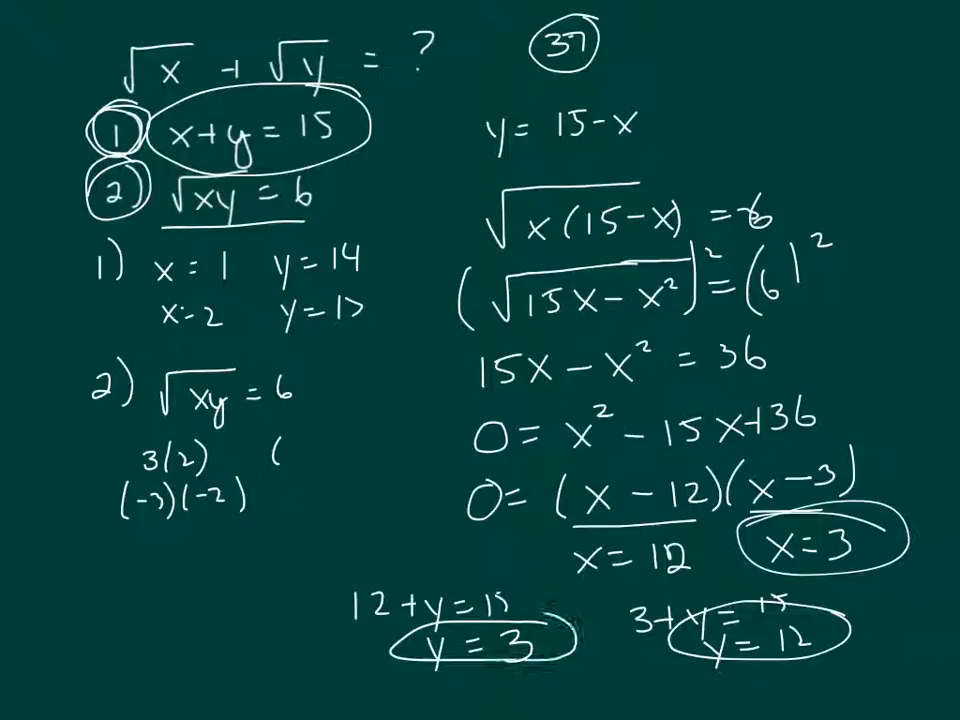 √x + √y = ?
① x+y = 15
② √xy = 6
1) x = 1 y = 14
x = 2 y = 13
2) √xy = 6
3(2) (
(-3)(-2)
37
y = 15-x
√x(15-x) = 6
(√15x - x²)² = (6)²
15x - x² = 36
0 = x² - 15x+36
0 = (x - 12)(x - 3)
x = 12 x = 3
12 + y = 15 3 + y = 15
y = 3 y = 12